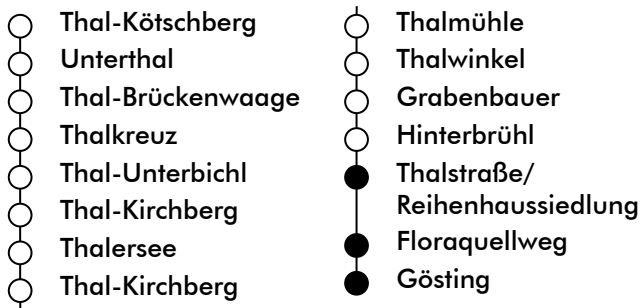 Thal-Kötschberg
Unterthal
Thal-Brückenwaage
Thalkreuz
Thal-Unterbichl
Thal-Kirchberg
Thalersee
Thal-Kirchberg
Thalmühle
Thalwinkel
Grabenbauer
Hinterbrühl
Thalstraße/
Reihenhaussiedlung
Floraquellweg
Gösting